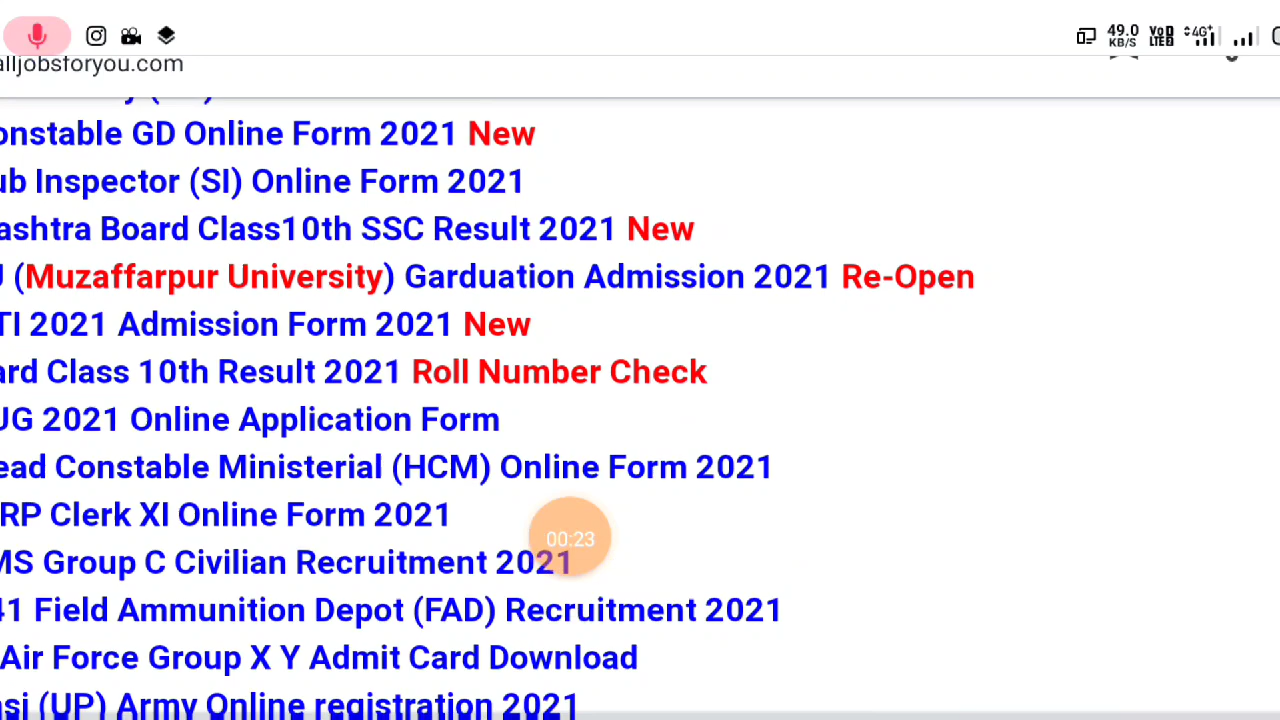 49.0 KB/S VoD LTE 4G+
alljobsforyou.com
onstable GD Online Form 2021 New
ub Inspector (SI) Online Form 2021
ashtra Board Class10th SSC Result 2021 New
(Muzaffarpur University) Garduation Admission 2021 Re-Open
TI 2021 Admission Form 2021 New
ard Class 10th Result 2021 Roll Number Check
UG 2021 Online Application Form
ead Constable Ministerial (HCM) Online Form 2021
RP Clerk XI Online Form 2021
00:23
MS Group C Civilian Recruitment 2021
41 Field Ammunition Depot (FAD) Recruitment 2021
Air Force Group X Y Admit Card Download
asi (UP) Army Online registration 2021